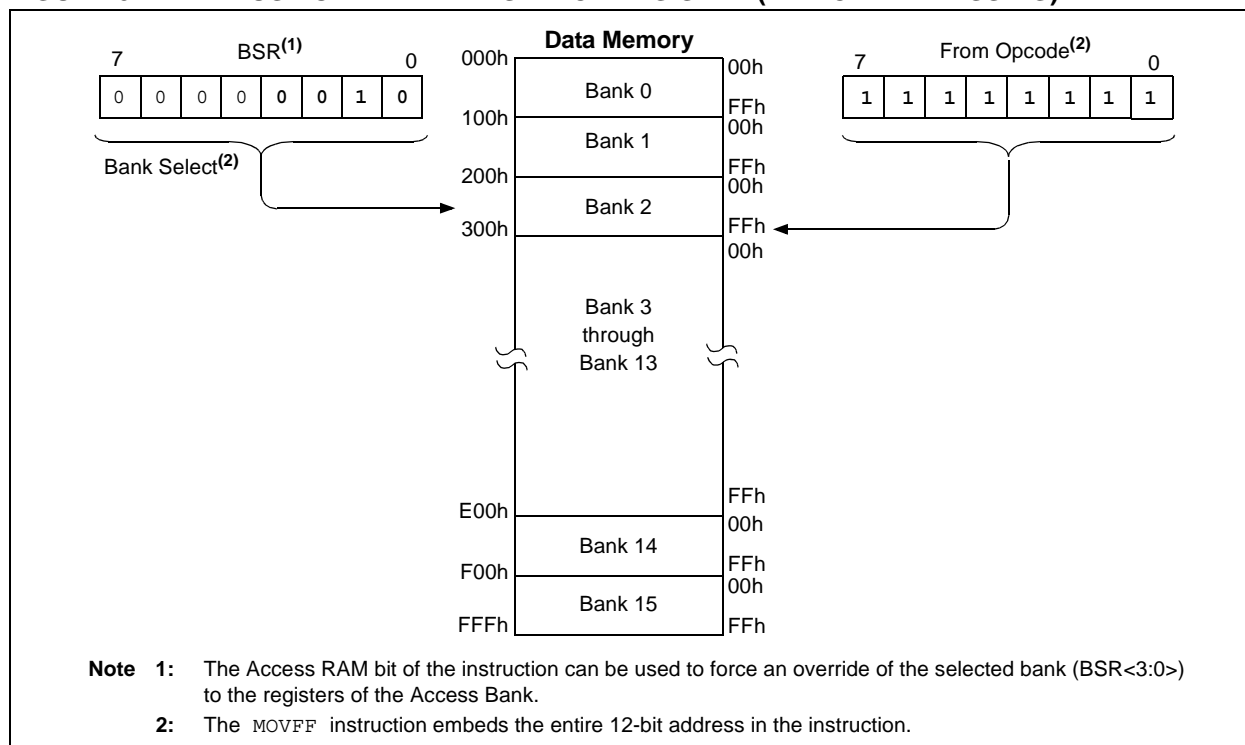 7 BSR(1) 0
0 0 0 0 0 0 1 0
Bank Select(2)
Data Memory
000h
100h
200h
300h
E00h
F00h
FFFh
Bank 0
Bank 1
Bank 2
Bank 3
through
Bank 13
Bank 14
Bank 15
00h
FFh
00h
FFh
00h
FFh
00h
FFh
00h
FFh
00h
FFh
7 From Opcode(2) 0
1 1 1 1 1 1 1 1
Note 1: The Access RAM bit of the instruction can be used to force an override of the selected bank (BSR<3:0>)
to the registers of the Access Bank.
2: The MOVFF instruction embeds the entire 12-bit address in the instruction.